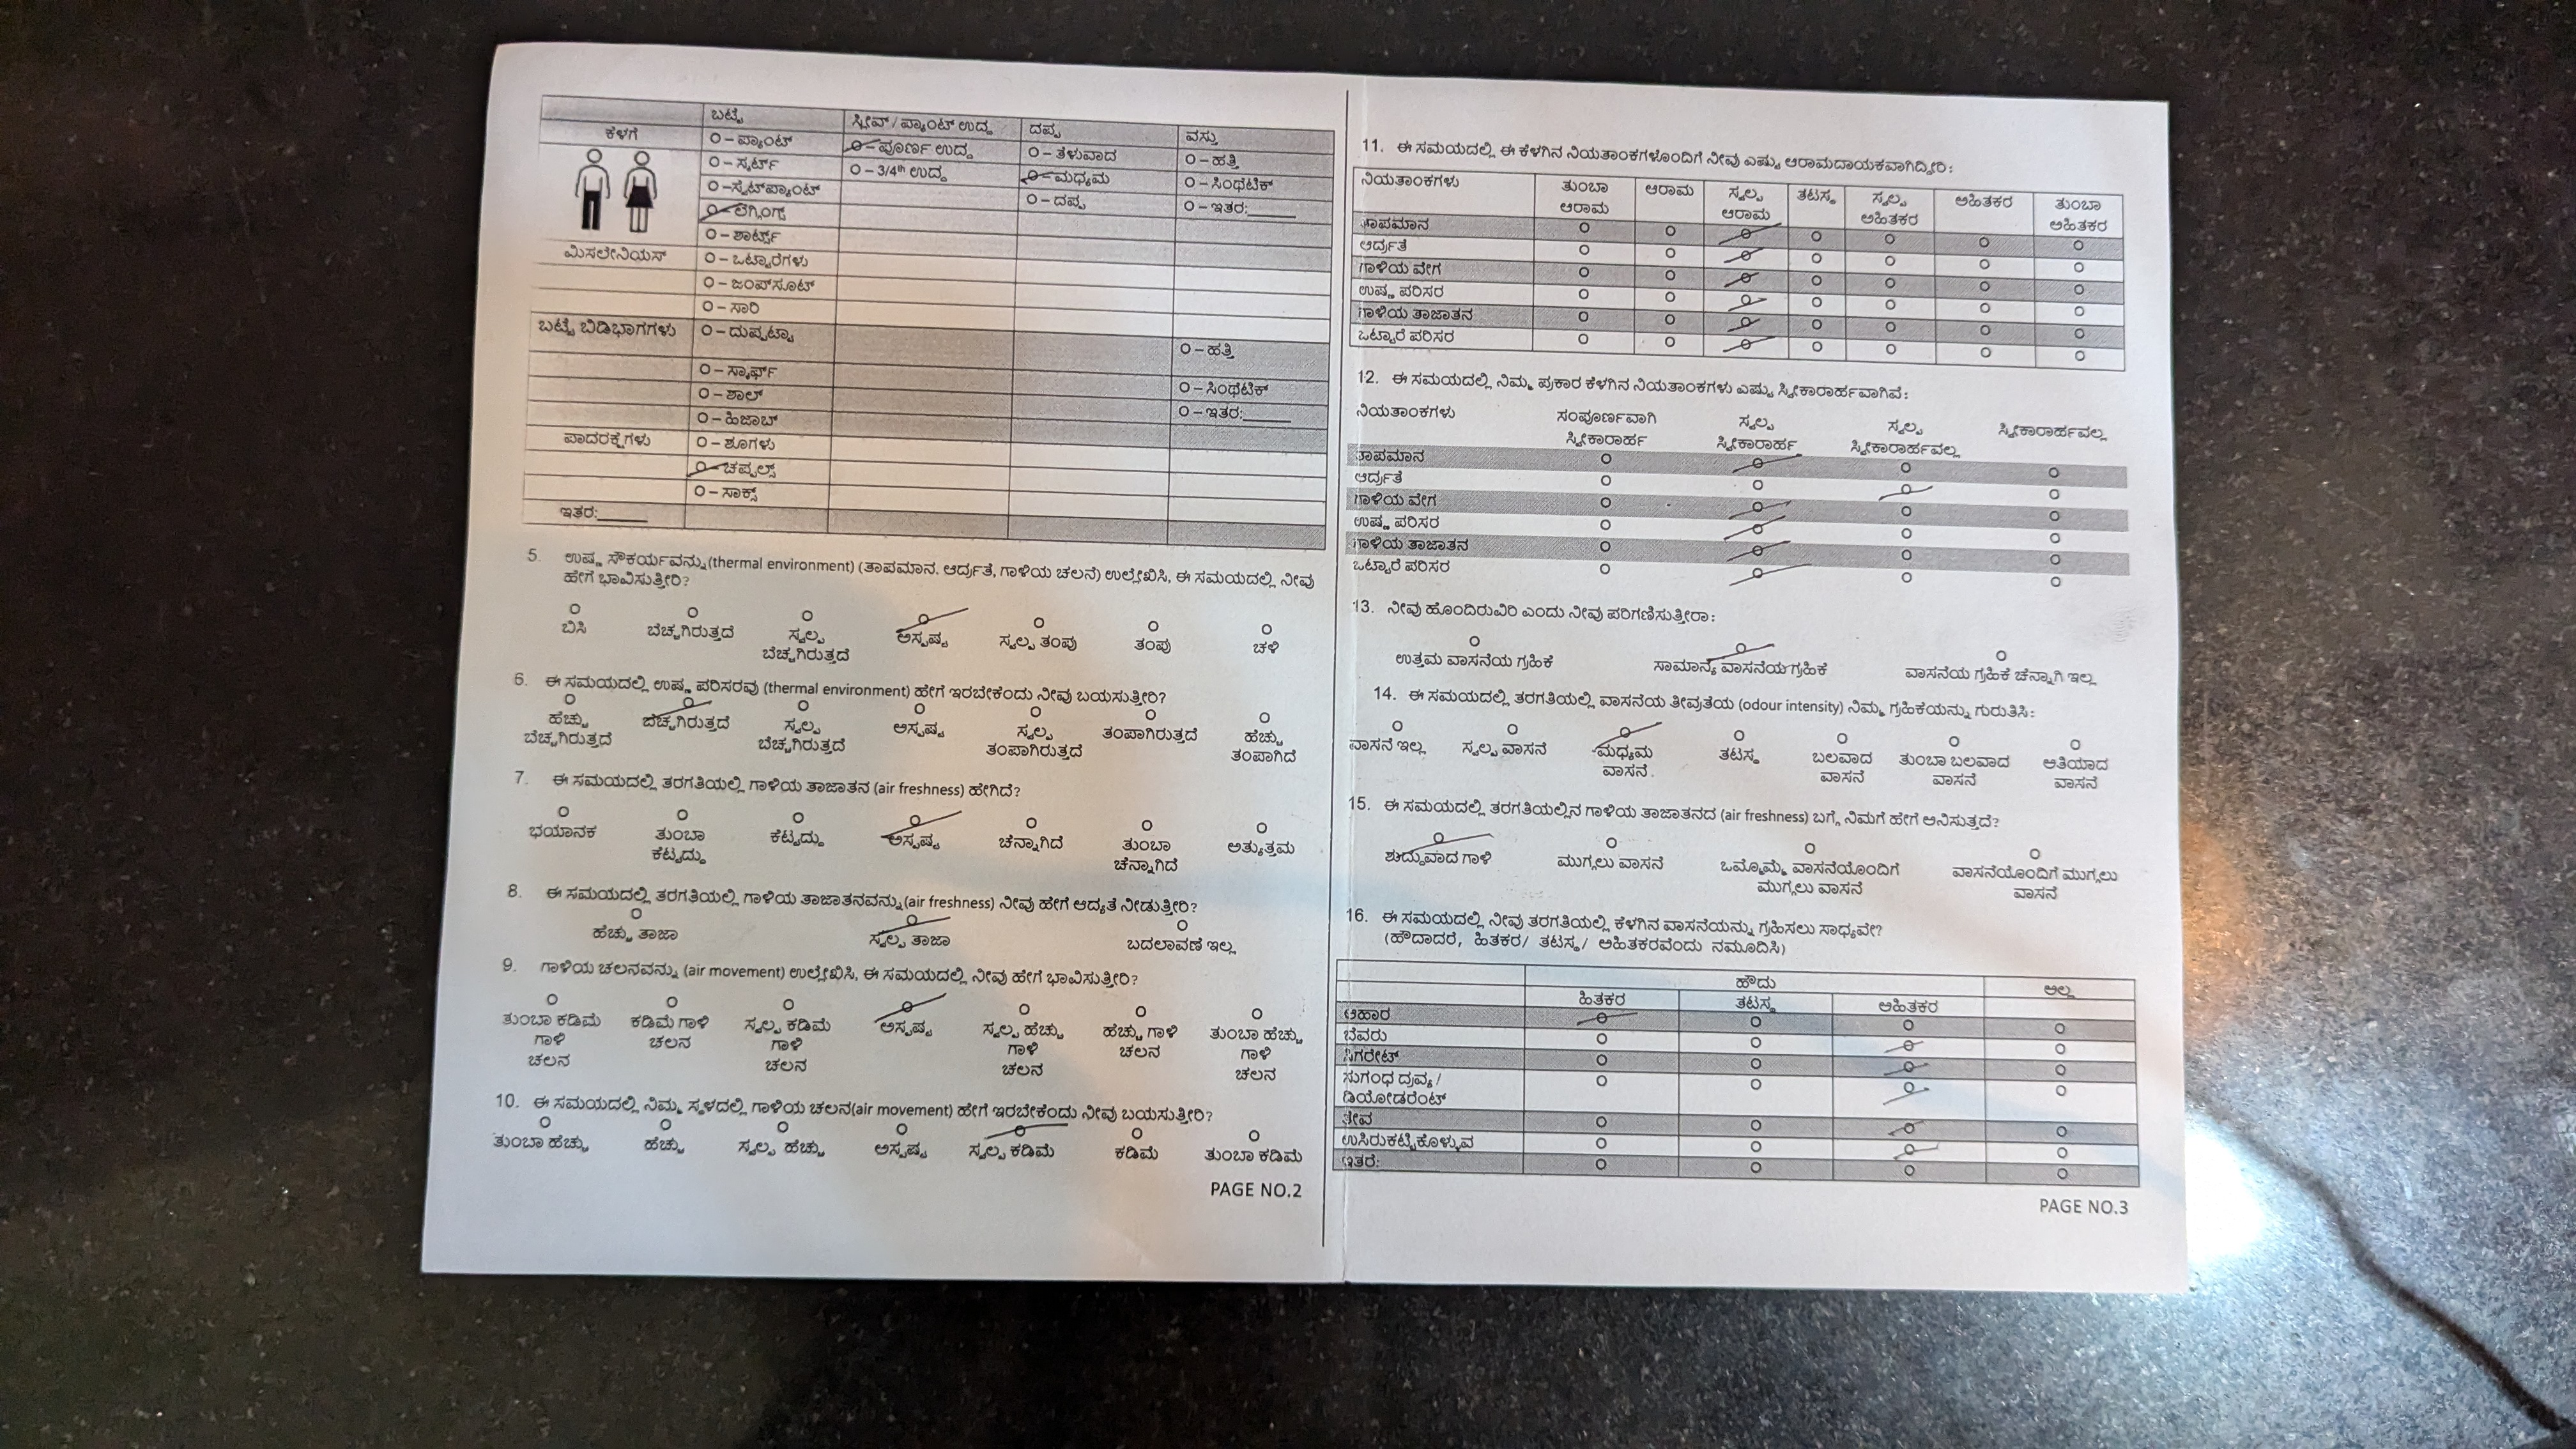 ಬಟ್ಟೆ ಸ್ಲೀವ್ / ಪ್ಯಾಂಟ್ ಉದ್ದ ದಪ್ಪ ವಸ್ತು
ಕೆಳಗೆ O – ಪ್ಯಾಂಟ್ O – ಪೂರ್ಣ ಉದ್ದ O – ತೆಳುವಾದ O – ಹತ್ತಿ
O – ಸ್ಕರ್ಟ್ O – 3/4th ಉದ್ದ O – ಮಧ್ಯಮ O – ಸಿಂಥೆಟಿಕ್
O –ಸ್ವೆಟ್‌ಪ್ಯಾಂಟ್ O – ದಪ್ಪ O – ಇತರ:______
O – ಲೆಗ್ಗಿಂಗ್ಸ್
O – ಶಾರ್ಟ್ಸ್
ಮಿಸಲೇನಿಯಸ್ O – ಒಟ್ಟಾರೆಗಳು
O – ಜಂಪ್‌ಸೂಟ್
O – ಸಾರಿ
ಬಟ್ಟೆ ಬಿಡಿಭಾಗಗಳು O – ದುಪ್ಪಟ್ಟಾ O – ಹತ್ತಿ
O – ಸ್ಕಾರ್ಫ್ O – ಸಿಂಥೆಟಿಕ್
O – ಶಾಲ್ O – ಇತರ:______
O – ಹಿಜಾಬ್
ಪಾದರಕ್ಷೆಗಳು O – ಶೂಗಳು
O – ಚಪ್ಪಲ್ಸ್
O – ಸಾಕ್ಸ್
ಇತರ:______
5. ಉಷ್ಣ ಸೌಕರ್ಯವನ್ನು(thermal environment) (ತಾಪಮಾನ. ಆರ್ದ್ರತೆ, ಗಾಳಿಯ ಚಲನೆ) ಉಲ್ಲೇಖಿಸಿ, ಈ ಸಮಯದಲ್ಲಿ ನೀವು
ಹೇಗೆ ಭಾವಿಸುತ್ತೀರಿ?
O O O O O O O
ಬಿಸಿ ಬೆಚ್ಚಗಿರುತ್ತದೆ ಸ್ವಲ್ಪ ಅಸ್ಪಷ್ಟ ಸ್ವಲ್ಪ ತಂಪು ತಂಪು ಚಳಿ
ಬೆಚ್ಚಗಿರುತ್ತದೆ
6. ಈ ಸಮಯದಲ್ಲಿ ಉಷ್ಣ ಪರಿಸರವು (thermal environment) ಹೇಗೆ ಇರಬೇಕೆಂದು ನೀವು ಬಯಸುತ್ತೀರಿ?
O O O O O O O
ಹೆಚ್ಚು ಬೆಚ್ಚಗಿರುತ್ತದೆ ಸ್ವಲ್ಪ ಅಸ್ಪಷ್ಟ ಸ್ವಲ್ಪ ತಂಪಾಗಿರುತ್ತದೆ ಹೆಚ್ಚು
ಬೆಚ್ಚಗಿರುತ್ತದೆ ಬೆಚ್ಚಗಿರುತ್ತದೆ ತಂಪಾಗಿರುತ್ತದೆ ತಂಪಾಗಿದೆ
7. ಈ ಸಮಯದಲ್ಲಿ ತರಗತಿಯಲ್ಲಿ ಗಾಳಿಯ ತಾಜಾತನ (air freshness) ಹೇಗಿದೆ?
O O O O O O O
ಭಯಾನಕ ತುಂಬಾ ಕೆಟ್ಟದ್ದು ಅಸ್ಪಷ್ಟ ಚೆನ್ನಾಗಿದೆ ತುಂಬಾ ಅತ್ಯುತ್ತಮ
ಕೆಟ್ಟದ್ದು ಚೆನ್ನಾಗಿದೆ
8. ಈ ಸಮಯದಲ್ಲಿ ತರಗತಿಯಲ್ಲಿ ಗಾಳಿಯ ತಾಜಾತನವನ್ನು(air freshness) ನೀವು ಹೇಗೆ ಆದ್ಯತೆ ನೀಡುತ್ತೀರಿ?
O O O
ಹೆಚ್ಚು ತಾಜಾ ಸ್ವಲ್ಪ ತಾಜಾ ಬದಲಾವಣೆ ಇಲ್ಲ
9. ಗಾಳಿಯ ಚಲನವನ್ನು (air movement) ಉಲ್ಲೇಖಿಸಿ, ಈ ಸಮಯದಲ್ಲಿ ನೀವು ಹೇಗೆ ಭಾವಿಸುತ್ತೀರಿ?
O O O O O O O
ತುಂಬಾ ಕಡಿಮೆ ಕಡಿಮೆ ಗಾಳಿ ಸ್ವಲ್ಪ ಕಡಿಮೆ ಅಸ್ಪಷ್ಟ ಸ್ವಲ್ಪ ಹೆಚ್ಚು ಹೆಚ್ಚು ಗಾಳಿ ತುಂಬಾ ಹೆಚ್ಚು
ಗಾಳಿ ಚಲನ ಗಾಳಿ ಗಾಳಿ ಚಲನ ಗಾಳಿ
ಚಲನ ಚಲನ ಚಲನ ಚಲನ
10. ಈ ಸಮಯದಲ್ಲಿ ನಿಮ್ಮ ಸ್ಥಳದಲ್ಲಿ ಗಾಳಿಯ ಚಲನ(air movement) ಹೇಗೆ ಇರಬೇಕೆಂದು ನೀವು ಬಯಸುತ್ತೀರಿ?
O O O O O O O
ತುಂಬಾ ಹೆಚ್ಚು ಹೆಚ್ಚು ಸ್ವಲ್ಪ ಹೆಚ್ಚು ಅಸ್ಪಷ್ಟ ಸ್ವಲ್ಪ ಕಡಿಮೆ ಕಡಿಮೆ ತುಂಬಾ ಕಡಿಮೆ
PAGE NO.2
11. ಈ ಸಮಯದಲ್ಲಿ ಈ ಕೆಳಗಿನ ನಿಯತಾಂಕಗಳೊಂದಿಗೆ ನೀವು ಎಷ್ಟು ಆರಾಮದಾಯಕವಾಗಿದ್ದೀರಿ:
ನಿಯತಾಂಕಗಳು ತುಂಬಾ ಆರಾಮ ಸ್ವಲ್ಪ ತಟಸ್ಥ ಸ್ವಲ್ಪ ಅಹಿತಕರ ತುಂಬಾ
ಆರಾಮ ಆರಾಮ ಅಹಿತಕರ ಅಹಿತಕರ
ತಾಪಮಾನ O O O O O O O
ಆರ್ದ್ರತೆ O O O O O O O
ಗಾಳಿಯ ವೇಗ O O O O O O O
ಉಷ್ಣ ಪರಿಸರ O O O O O O O
ಗಾಳಿಯ ತಾಜಾತನ O O O O O O O
ಒಟ್ಟಾರೆ ಪರಿಸರ O O O O O O O
12. ಈ ಸಮಯದಲ್ಲಿ ನಿಮ್ಮ ಪ್ರಕಾರ ಕೆಳಗಿನ ನಿಯತಾಂಕಗಳು ಎಷ್ಟು ಸ್ವೀಕಾರಾರ್ಹವಾಗಿವೆ:
ನಿಯತಾಂಕಗಳು ಸಂಪೂರ್ಣವಾಗಿ ಸ್ವಲ್ಪ ಸ್ವಲ್ಪ ಸ್ವೀಕಾರಾರ್ಹವಲ್ಲ
ಸ್ವೀಕಾರಾರ್ಹ ಸ್ವೀಕಾರಾರ್ಹ ಸ್ವೀಕಾರಾರ್ಹವಲ್ಲ
ತಾಪಮಾನ O O O O
ಆರ್ದ್ರತೆ O O O O
ಗಾಳಿಯ ವೇಗ O O O O
ಉಷ್ಣ ಪರಿಸರ O O O O
ಗಾಳಿಯ ತಾಜಾತನ O O O O
ಒಟ್ಟಾರೆ ಪರಿಸರ O O O O
13. ನೀವು ಹೊಂದಿರುವಿರಿ ಎಂದು ನೀವು ಪರಿಗಣಿಸುತ್ತೀರಾ:
O O O
ಉತ್ತಮ ವಾಸನೆಯ ಗ್ರಹಿಕೆ ಸಾಮಾನ್ಯ ವಾಸನೆಯ ಗ್ರಹಿಕೆ ವಾಸನೆಯ ಗ್ರಹಿಕೆ ಚೆನ್ನಾಗಿ ಇಲ್ಲ
14. ಈ ಸಮಯದಲ್ಲಿ ತರಗತಿಯಲ್ಲಿ ವಾಸನೆಯ ತೀವ್ರತೆಯ (odour intensity) ನಿಮ್ಮ ಗ್ರಹಿಕೆಯನ್ನು ಗುರುತಿಸಿ:
O O O O O O O
ವಾಸನೆ ಇಲ್ಲ ಸ್ವಲ್ಪ ವಾಸನೆ ಮಧ್ಯಮ ತಟಸ್ಥ ಬಲವಾದ ತುಂಬಾ ಬಲವಾದ ಅತಿಯಾದ
ವಾಸನೆ. ವಾಸನೆ ವಾಸನೆ ವಾಸನೆ
15. ಈ ಸಮಯದಲ್ಲಿ ತರಗತಿಯಲ್ಲಿನ ಗಾಳಿಯ ತಾಜಾತನದ (air freshness) ಬಗ್ಗೆ ನಿಮಗೆ ಹೇಗೆ ಅನಿಸುತ್ತದೆ?
O O O O
ಶುದ್ಧವಾದ ಗಾಳಿ ಮುಗ್ಗಲು ವಾಸನೆ ಒಮ್ಮೊಮ್ಮೆ ವಾಸನೆಯೊಂದಿಗೆ ವಾಸನೆಯೊಂದಿಗೆ ಮುಗ್ಗಲು
ಮುಗ್ಗಲು ವಾಸನೆ ವಾಸನೆ
16. ಈ ಸಮಯದಲ್ಲಿ ನೀವು ತರಗತಿಯಲ್ಲಿ ಕೆಳಗಿನ ವಾಸನೆಯನ್ನು ಗ್ರಹಿಸಲು ಸಾಧ್ಯವೇ?
(ಹೌದಾದರೆ, ಹಿತಕರ/ ತಟಸ್ಥ/ ಅಹಿತಕರವೆಂದು ನಮೂದಿಸಿ)
ಹೌದು ಅಲ್ಲ
ಹಿತಕರ ತಟಸ್ಥ ಅಹಿತಕರ
ಆಹಾರ O O O O
ಬೆವರು O O O O
ಸಿಗರೇಟ್ O O O O
ಸುಗಂಧ ದ್ರವ್ಯ / O O O O
ಡಿಯೋಡರೆಂಟ್
ತೇವ O O O O
ಉಸಿರುಕಟ್ಟಿಕೊಳ್ಳುವ O O O O
ಇತರೆ: O O O O
PAGE NO.3